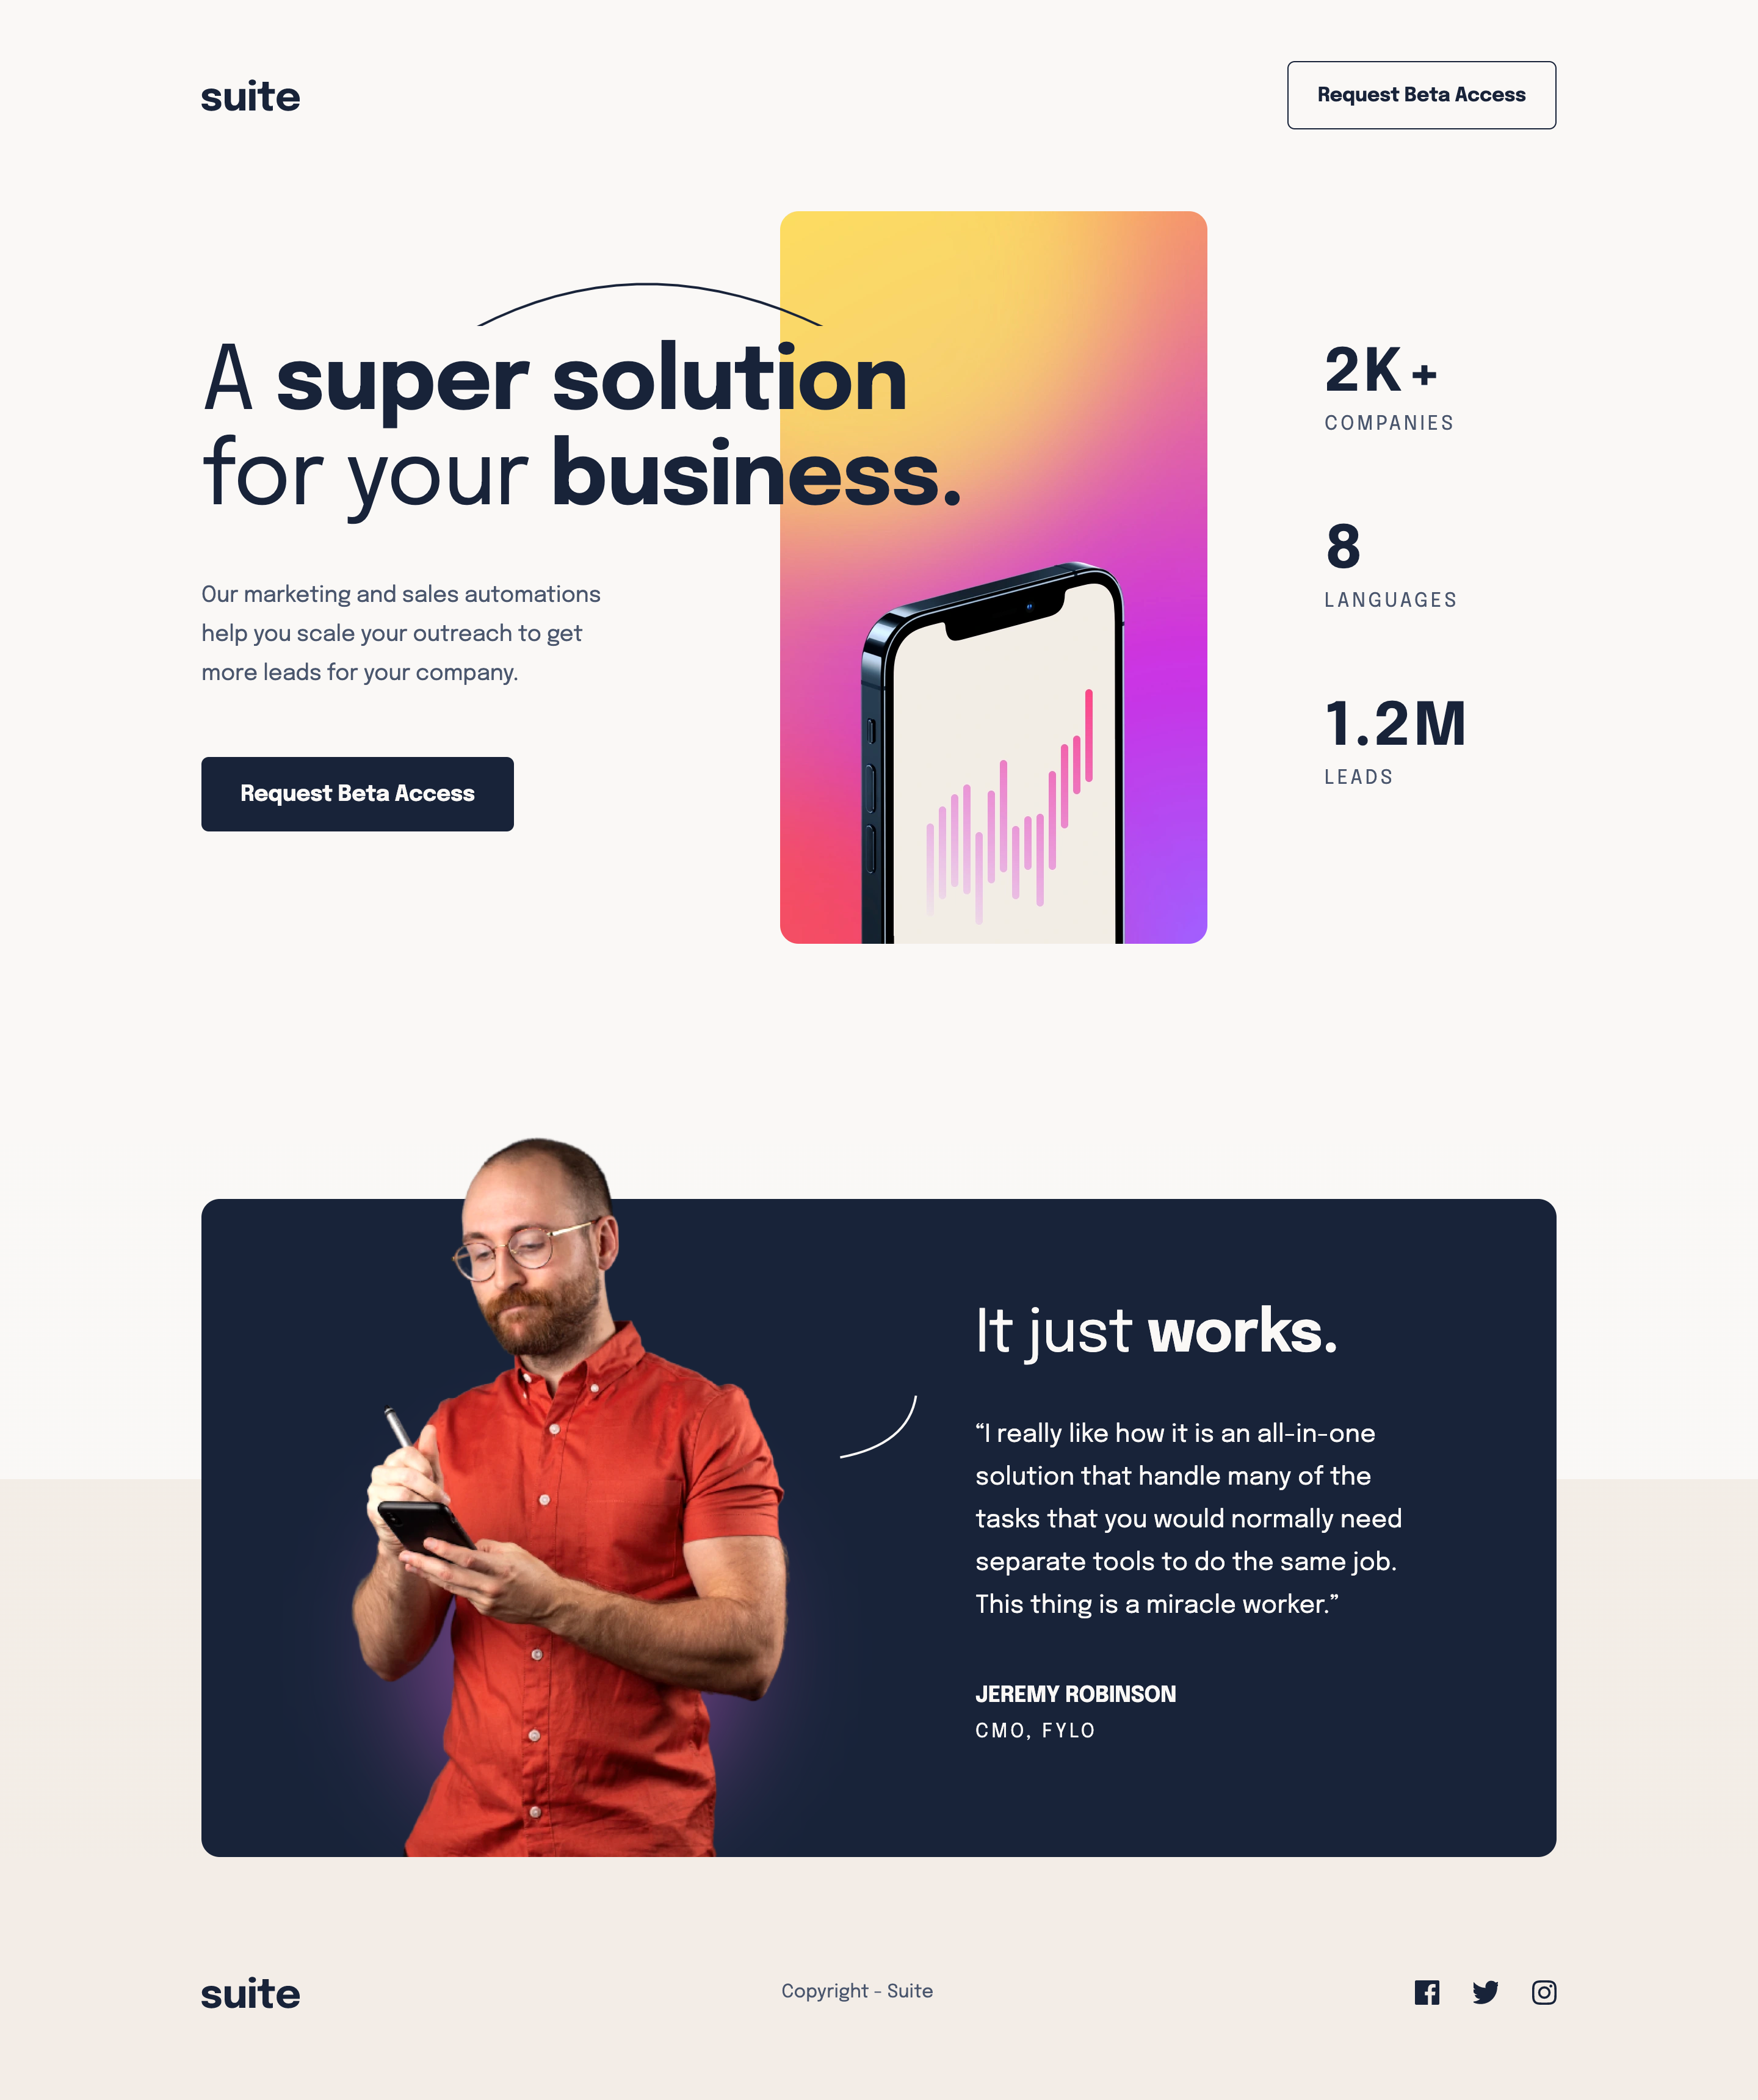 suite
Request Beta Access
A super solution
for your business.
Our marketing and sales automations
help you scale your outreach to get
more leads for your company.
Request Beta Access
2K+
COMPANIES
8
LANGUAGES
1.2M
LEADS
It just works.
“I really like how it is an all-in-one
solution that handle many of the
tasks that you would normally need
separate tools to do the same job.
This thing is a miracle worker.”
JEREMY ROBINSON
CMO, FYLO
suite
Copyright - Suite